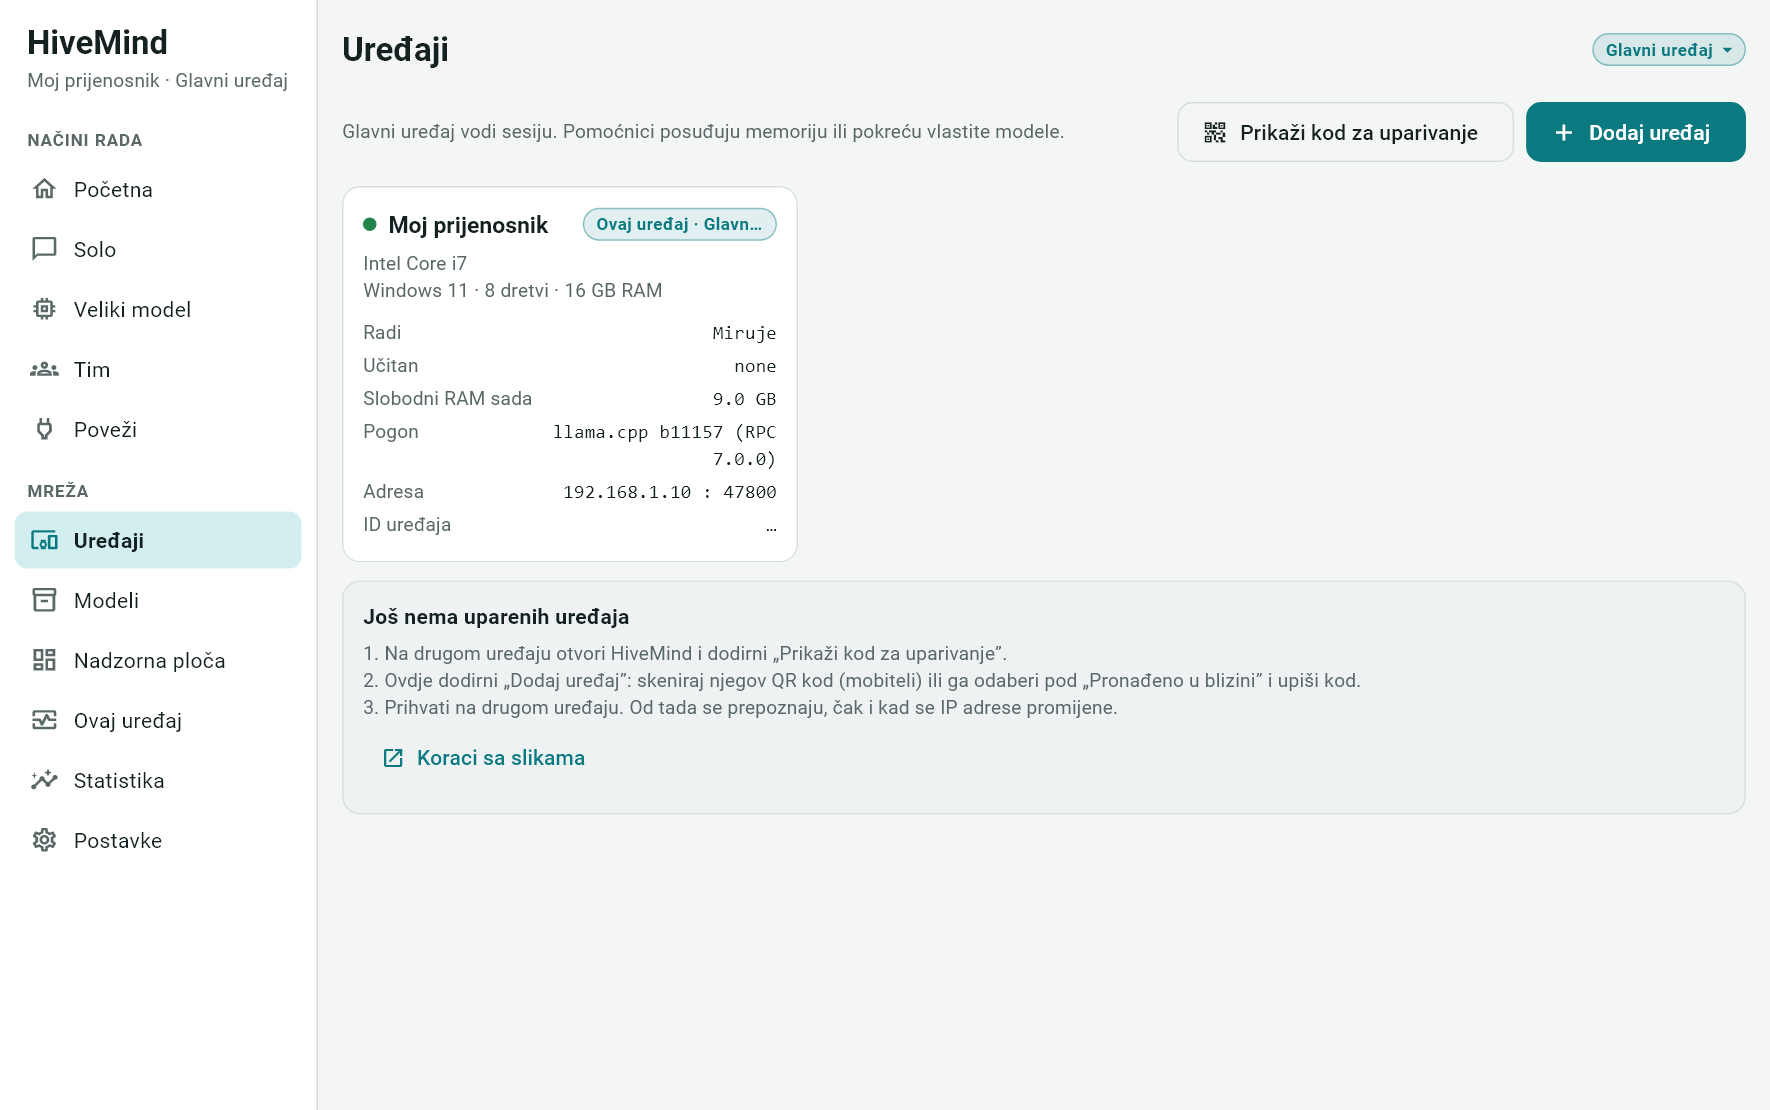 HiveMind
Moj prijenosnik · Glavni uređaj
NAČINI RADA
Početna
Solo
Veliki model
Tim
Poveži
MREŽA
Uređaji
Modeli
Nadzorna ploča
Ovaj uređaj
Statistika
Postavke
Uređaji
Glavni uređaj
Glavni uređaj vodi sesiju. Pomoćnici posuđuju memoriju ili pokreću vlastite modele.
Prikaži kod za uparivanje
Dodaj uređaj
Moj prijenosnik
Ovaj uređaj · Glavn…
Intel Core i7
Windows 11 · 8 dretvi · 16 GB RAM
Radi Miruje
Učitan none
Slobodni RAM sada 9.0 GB
Pogon llama.cpp b11157 (RPC
7.0.0)
Adresa 192.168.1.10 : 47800
ID uređaja …
Još nema uparenih uređaja
1. Na drugom uređaju otvori HiveMind i dodirni „Prikaži kod za uparivanje”.
2. Ovdje dodirni „Dodaj uređaj”: skeniraj njegov QR kod (mobiteli) ili ga odaberi pod „Pronađeno u blizini” i upiši kod.
3. Prihvati na drugom uređaju. Od tada se prepoznaju, čak i kad se IP adrese promijene.
Koraci sa slikama